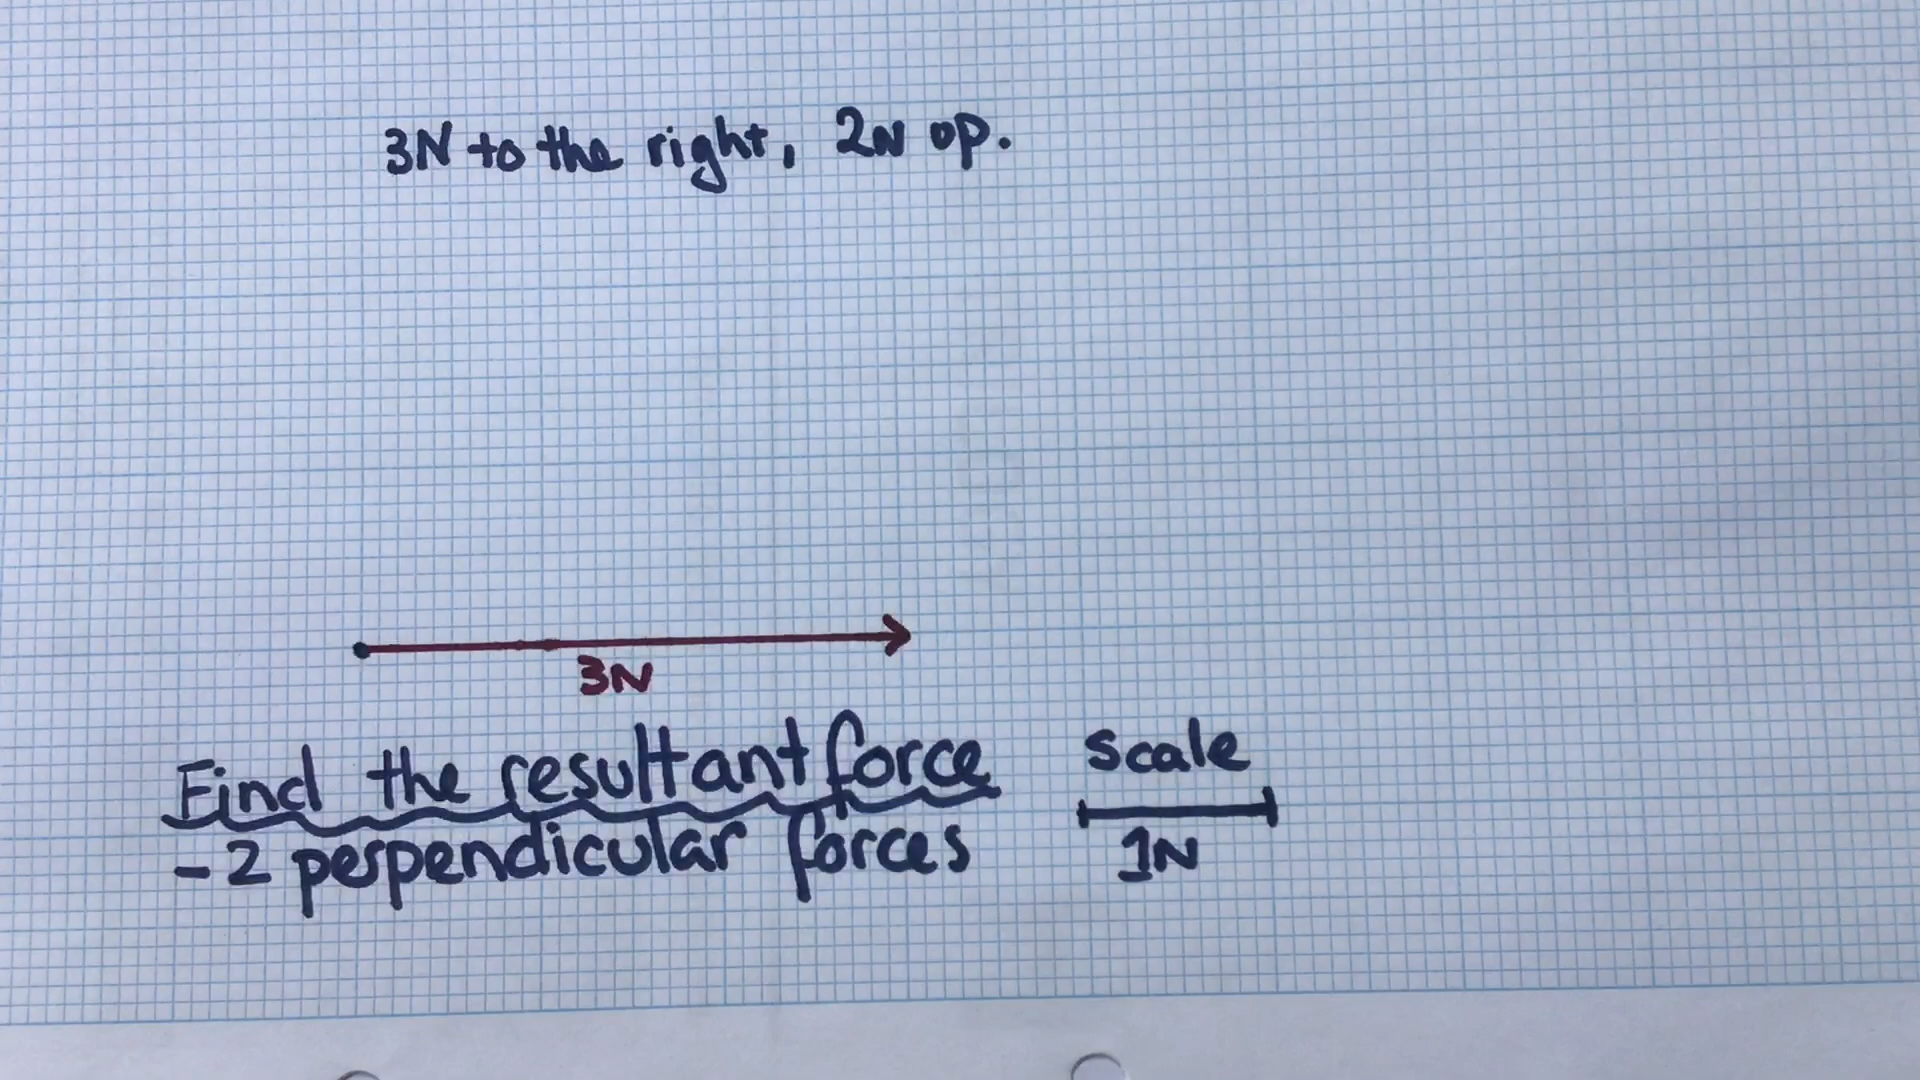 3N to the right, 2N up.
3N
Find the resultant force
- 2 perpendicular forces
scale
1N